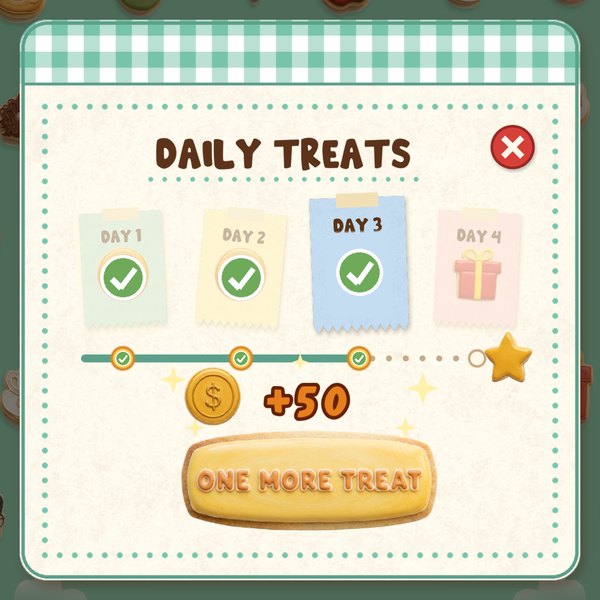 DAILY TREATS
DAY 1
DAY 2
DAY 3
DAY 4
$
+50
ONE MORE TREAT